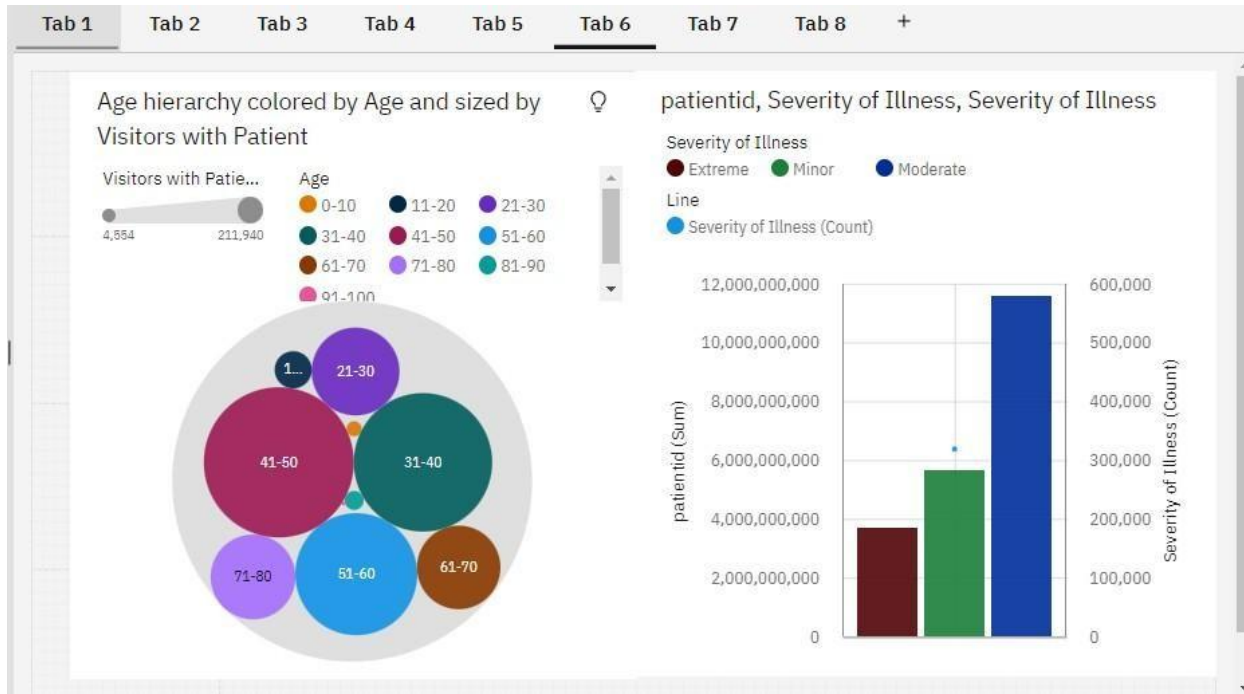 Tab 1 Tab 2 Tab 3 Tab 4 Tab 5 Tab 6 Tab 7 Tab 8 +
Age hierarchy colored by Age and sized by
Visitors with Patient
Visitors with Patie...
4,554 211,940
Age
0-10 11-20 21-30
31-40 41-50 51-60
61-70 71-80 81-90
91-100
1...
21-30
41-50
31-40
71-80
51-60
61-70
patientid, Severity of Illness, Severity of Illness
Severity of Illness
Extreme Minor Moderate
Line
Severity of Illness (Count)
patientid (Sum)
12,000,000,000
10,000,000,000
8,000,000,000
6,000,000,000
4,000,000,000
2,000,000,000
0
600,000
500,000
400,000
300,000
200,000
100,000
0
Severity of Illness (Count)